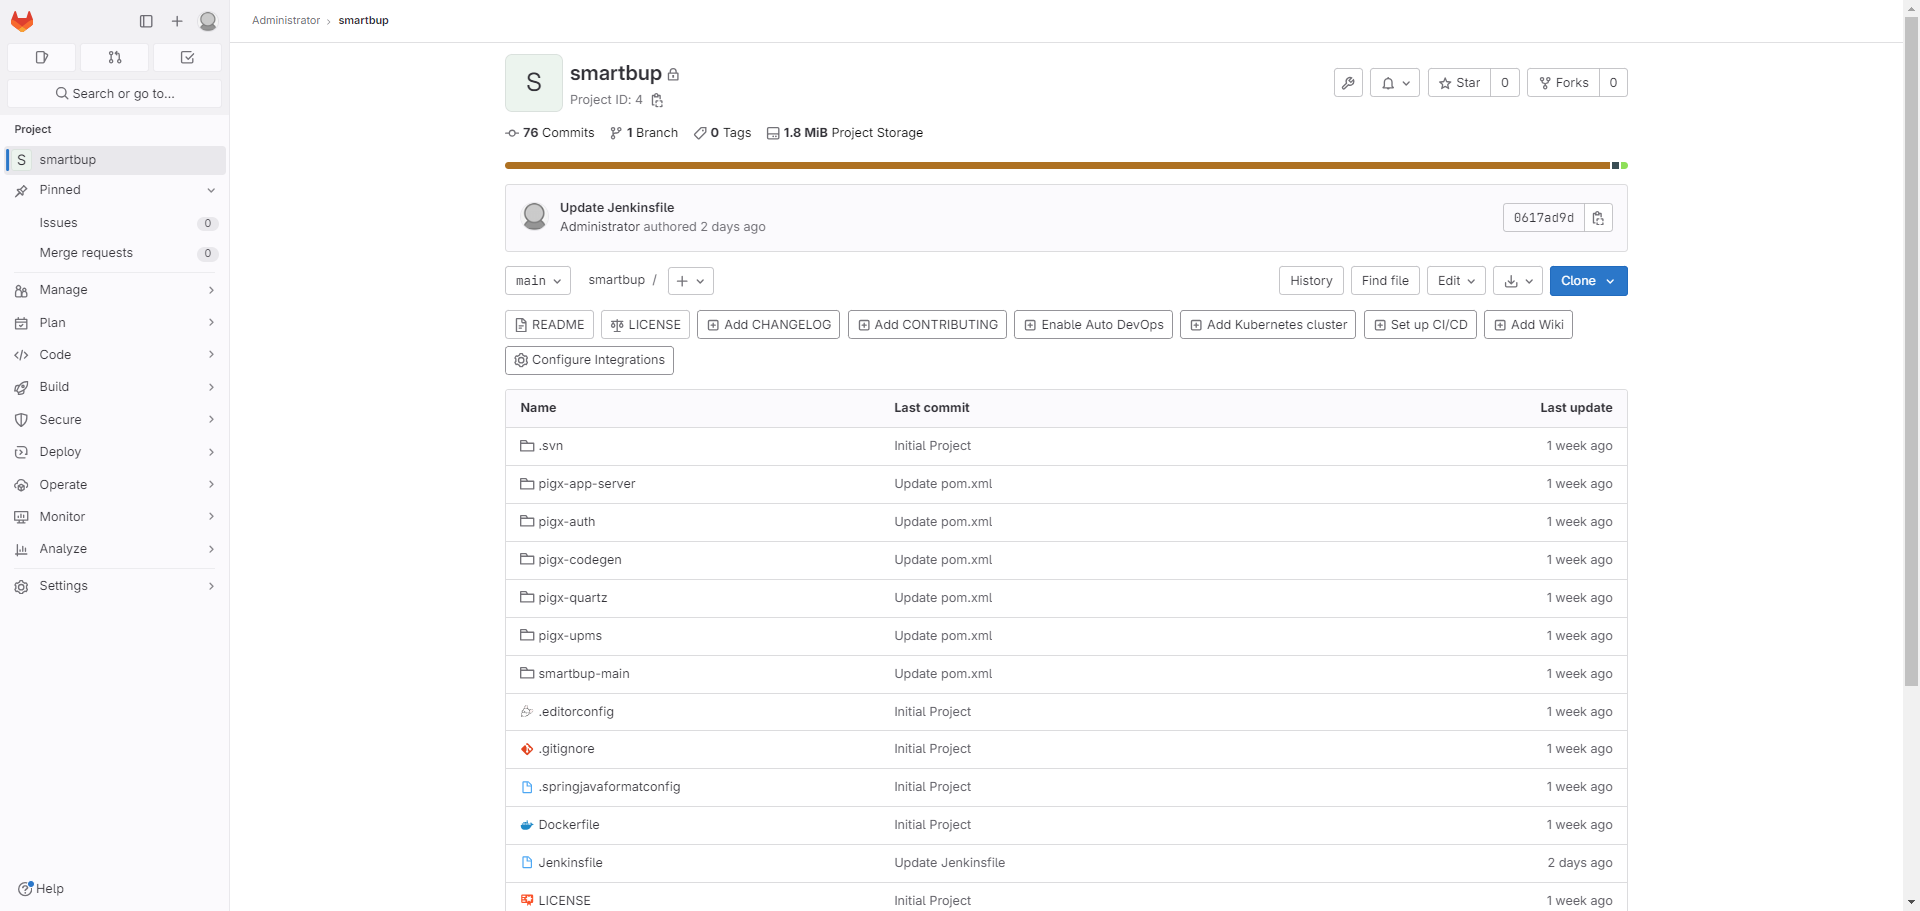 Administrator › smartbup
Search or go to...
Project
S smartbup
Pinned
Issues 0
Merge requests 0
Manage
Plan
Code
Build
Secure
Deploy
Operate
Monitor
Analyze
Settings
Help
S
smartbup
Project ID: 4
Star 0
Forks 0
76 Commits 1 Branch 0 Tags 1.8 MiB Project Storage
Update Jenkinsfile
Administrator authored 2 days ago
0617ad9d
main smartbup / History Find file Edit Clone
README LICENSE Add CHANGELOG Add CONTRIBUTING Enable Auto DevOps Add Kubernetes cluster Set up CI/CD Add Wiki
Configure Integrations
Name Last commit Last update
.svn Initial Project 1 week ago
pigx-app-server Update pom.xml 1 week ago
pigx-auth Update pom.xml 1 week ago
pigx-codegen Update pom.xml 1 week ago
pigx-quartz Update pom.xml 1 week ago
pigx-upms Update pom.xml 1 week ago
smartbup-main Update pom.xml 1 week ago
.editorconfig Initial Project 1 week ago
.gitignore Initial Project 1 week ago
.springjavaformatconfig Initial Project 1 week ago
Dockerfile Initial Project 1 week ago
Jenkinsfile Update Jenkinsfile 2 days ago
LICENSE Initial Project 1 week ago